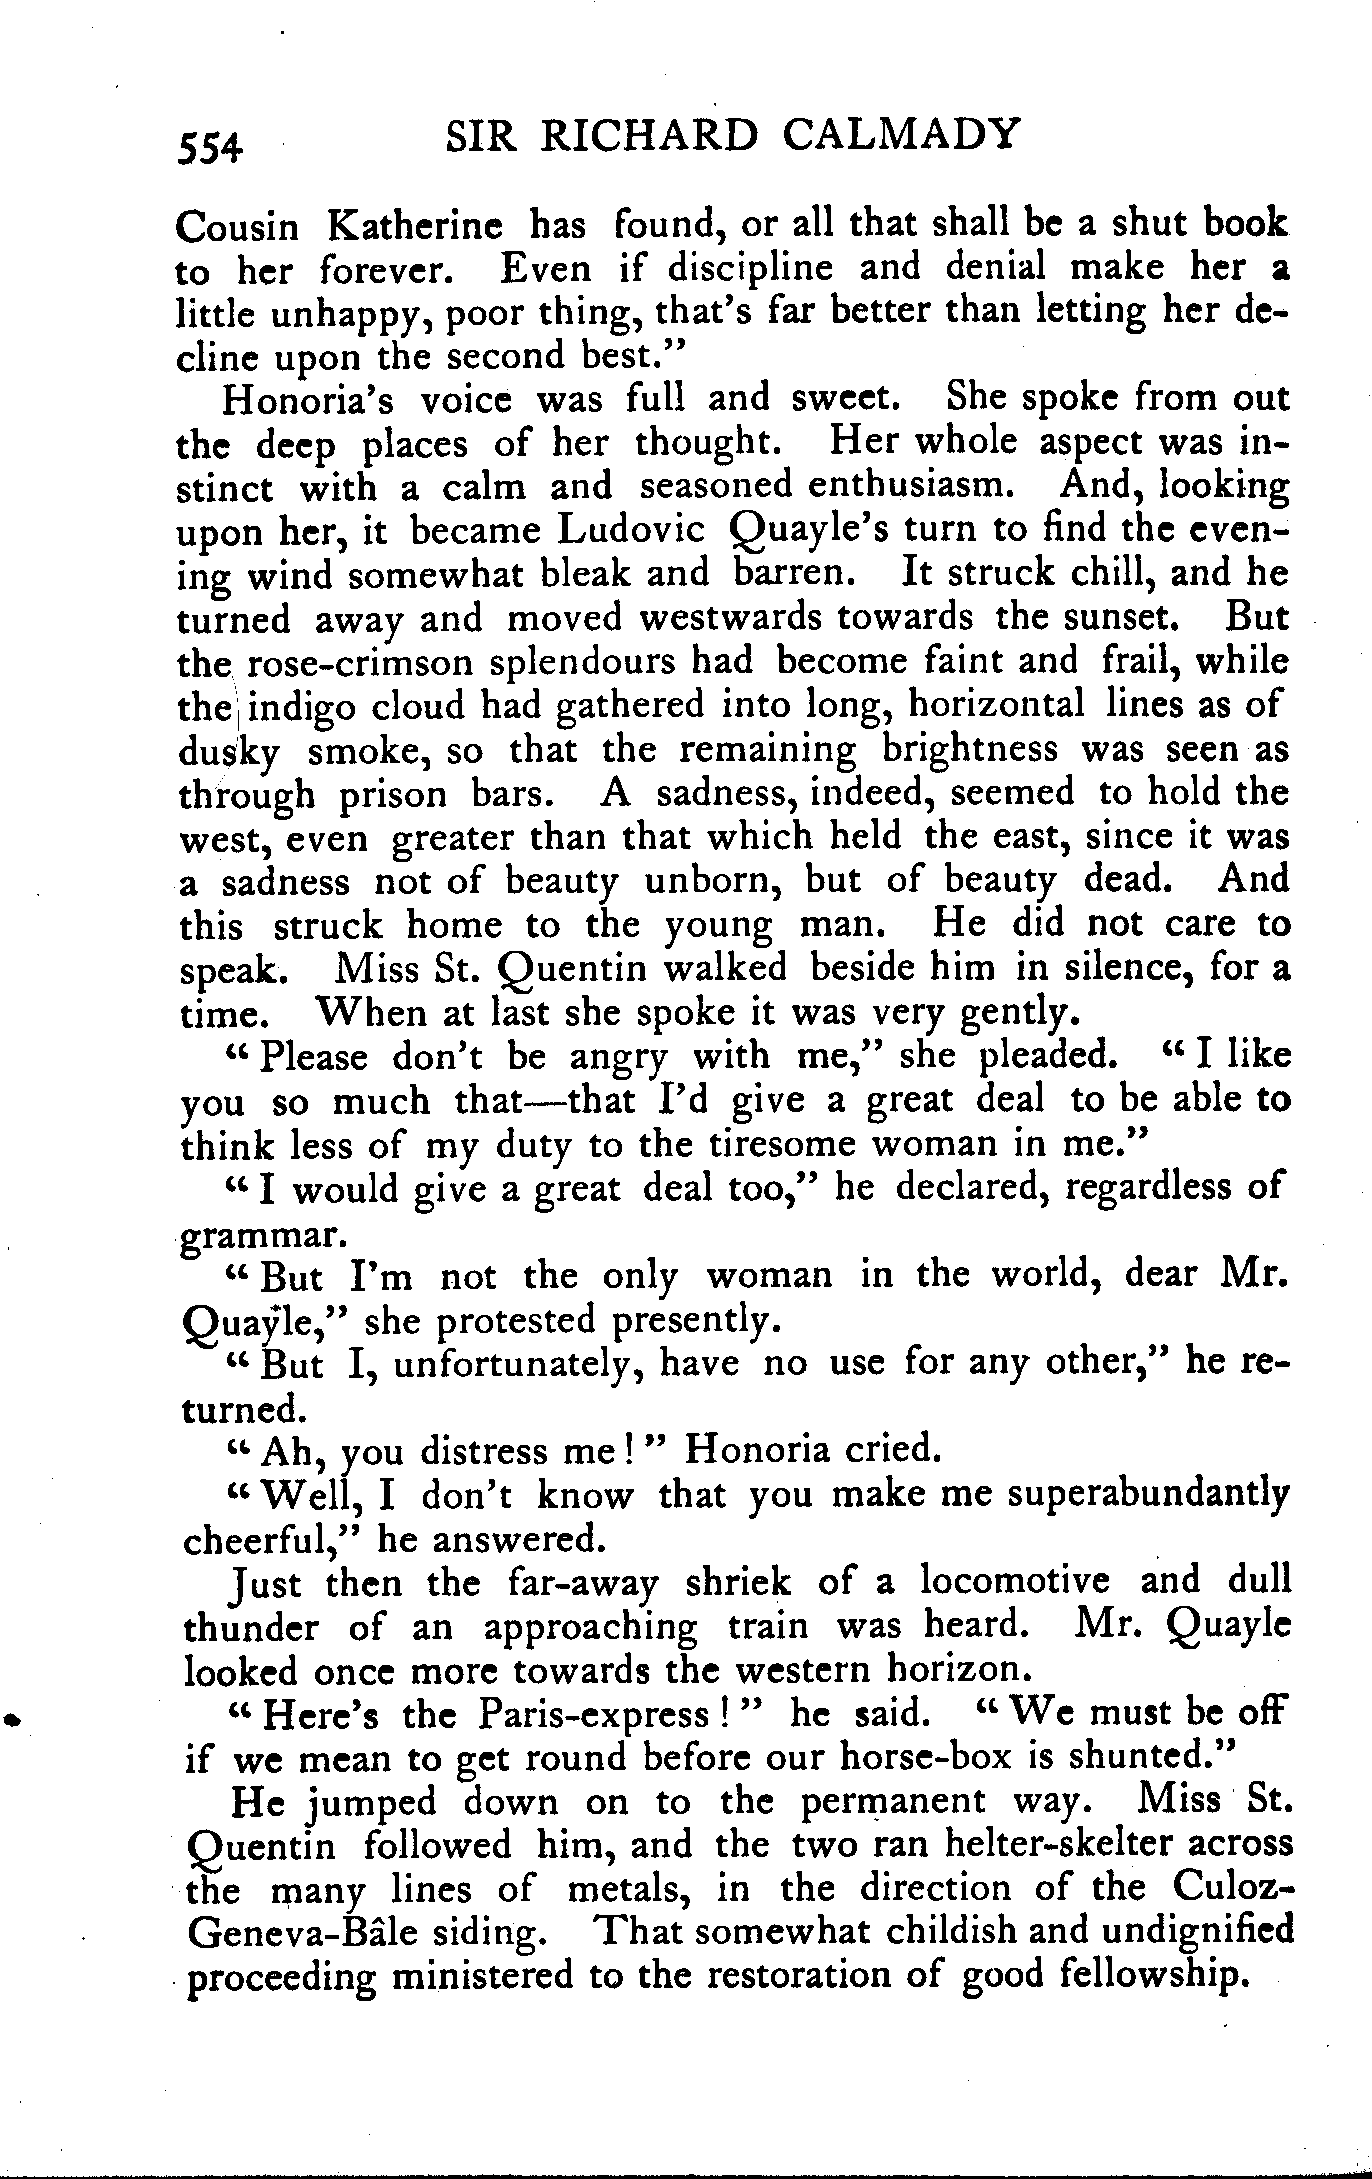 554 SIR RICHARD CALMADY
Cousin Katherine has found, or all that shall be a shut book
to her forever. Even if discipline and denial make her a
little unhappy, poor thing, that's far better than letting her de-
cline upon the second best."
Honoria's voice was full and sweet. She spoke from out
the deep places of her thought. Her whole aspect was in-
stinct with a calm and seasoned enthusiasm. And, looking
upon her, it became Ludovic Quayle's turn to find the even-
ing wind somewhat bleak and barren. It struck chill, and he
turned away and moved westwards towards the sunset. But
the rose-crimson splendours had become faint and frail, while
the indigo cloud had gathered into long, horizontal lines as of
dusky smoke, so that the remaining brightness was seen as
through prison bars. A sadness, indeed, seemed to hold the
west, even greater than that which held the east, since it was
a sadness not of beauty unborn, but of beauty dead. And
this struck home to the young man. He did not care to
speak. Miss St. Quentin walked beside him in silence, for a
time. When at last she spoke it was very gently.
"Please don't be angry with me," she pleaded. "I like
you so much that—that I'd give a great deal to be able to
think less of my duty to the tiresome woman in me."
"I would give a great deal too," he declared, regardless of
grammar.
"But I'm not the only woman in the world, dear Mr.
Quayle," she protested presently.
"But I, unfortunately, have no use for any other," he re-
turned.
"Ah, you distress me!" Honoria cried.
"Well, I don't know that you make me superabundantly
cheerful," he answered.
Just then the far-away shriek of a locomotive and dull
thunder of an approaching train was heard. Mr. Quayle
looked once more towards the western horizon.
"Here's the Paris-express!" he said. "We must be off
if we mean to get round before our horse-box is shunted."
He jumped down on to the permanent way. Miss St.
Quentin followed him, and the two ran helter-skelter across
the many lines of metals, in the direction of the Culoz-
Geneva-Bâle siding. That somewhat childish and undignified
proceeding ministered to the restoration of good fellowship.